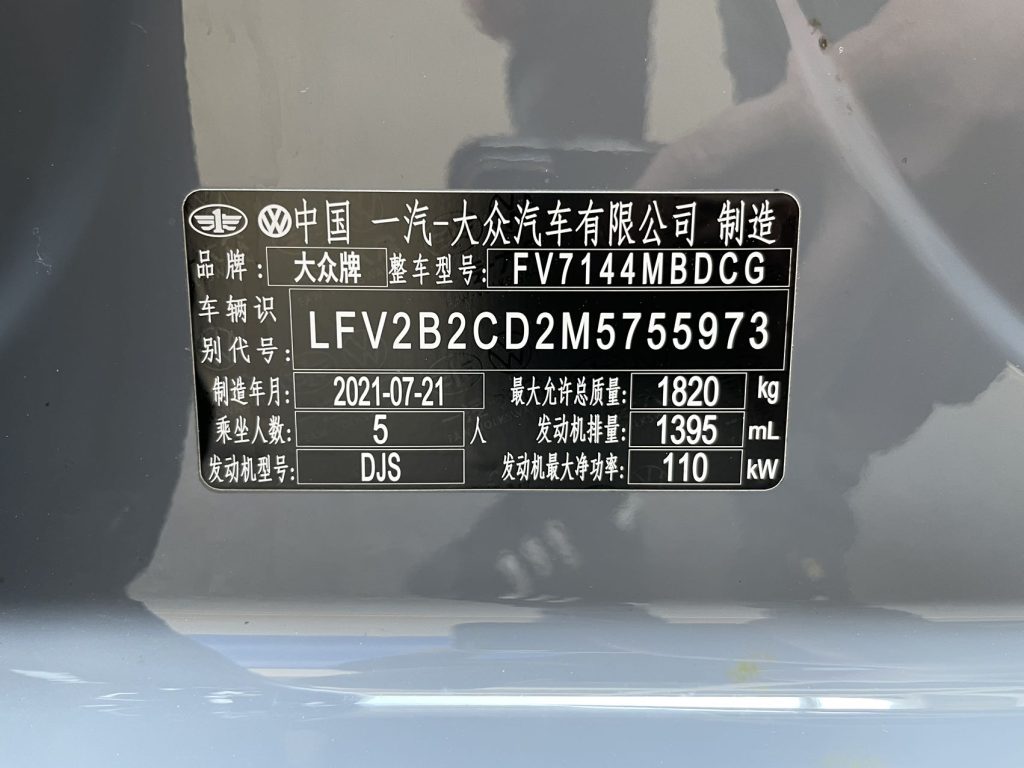 中国 一汽-大众汽车有限公司 制造
品牌: 大众牌 整车型号: FV7144MBDCG
车辆识别代号: LFV2B2CD2M5755973
制造年月: 2021-07-21 最大允许总质量: 1820 kg
乘坐人数: 5 人 发动机排量: 1395 mL
发动机型号: DJS 发动机最大净功率: 110 kW